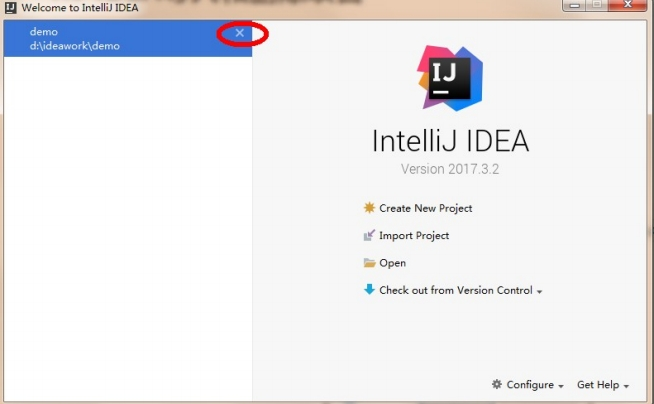 Welcome to IntelliJ IDEA
demo
d:\ideawork\demo
IJ
IntelliJ IDEA
Version 2017.3.2
Create New Project
Import Project
Open
Check out from Version Control
Configure
Get Help